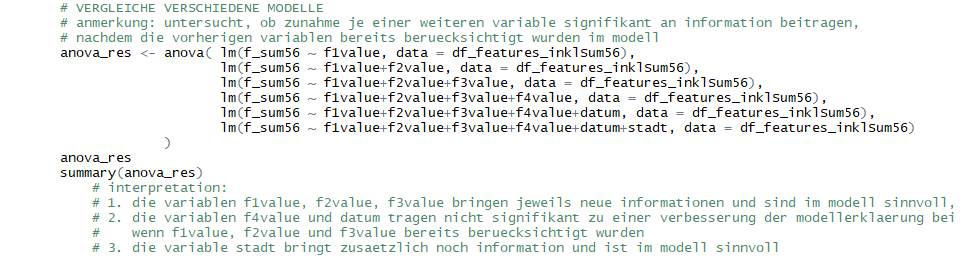 # VERGLEICHE VERSCHIEDENE MODELLE
# anmerkung: untersucht, ob zunahme je einer weiteren variable signifikant an information beitragen,
# nachdem die vorherigen variablen bereits beruecksichtigt wurden im modell
anova_res <- anova( lm(f_sum56 ~ f1value, data = df_features_inklSum56),
lm(f_sum56 ~ f1value+f2value, data = df_features_inklSum56),
lm(f_sum56 ~ f1value+f2value+f3value, data = df_features_inklSum56),
lm(f_sum56 ~ f1value+f2value+f3value+f4value, data = df_features_inklSum56),
lm(f_sum56 ~ f1value+f2value+f3value+f4value+datum, data = df_features_inklSum56),
lm(f_sum56 ~ f1value+f2value+f3value+f4value+datum+stadt, data = df_features_inklSum56)
)
anova_res
summary(anova_res)
# interpretation:
# 1. die variablen f1value, f2value, f3value bringen jeweils neue informationen und sind im modell sinnvoll,
# 2. die variablen f4value und datum tragen nicht signifikant zu einer verbesserung der modellerklaerung bei
# wenn f1value, f2value und f3value bereits beruecksichtigt wurden
# 3. die variable stadt bringt zusaetzlich noch information und ist im modell sinnvoll